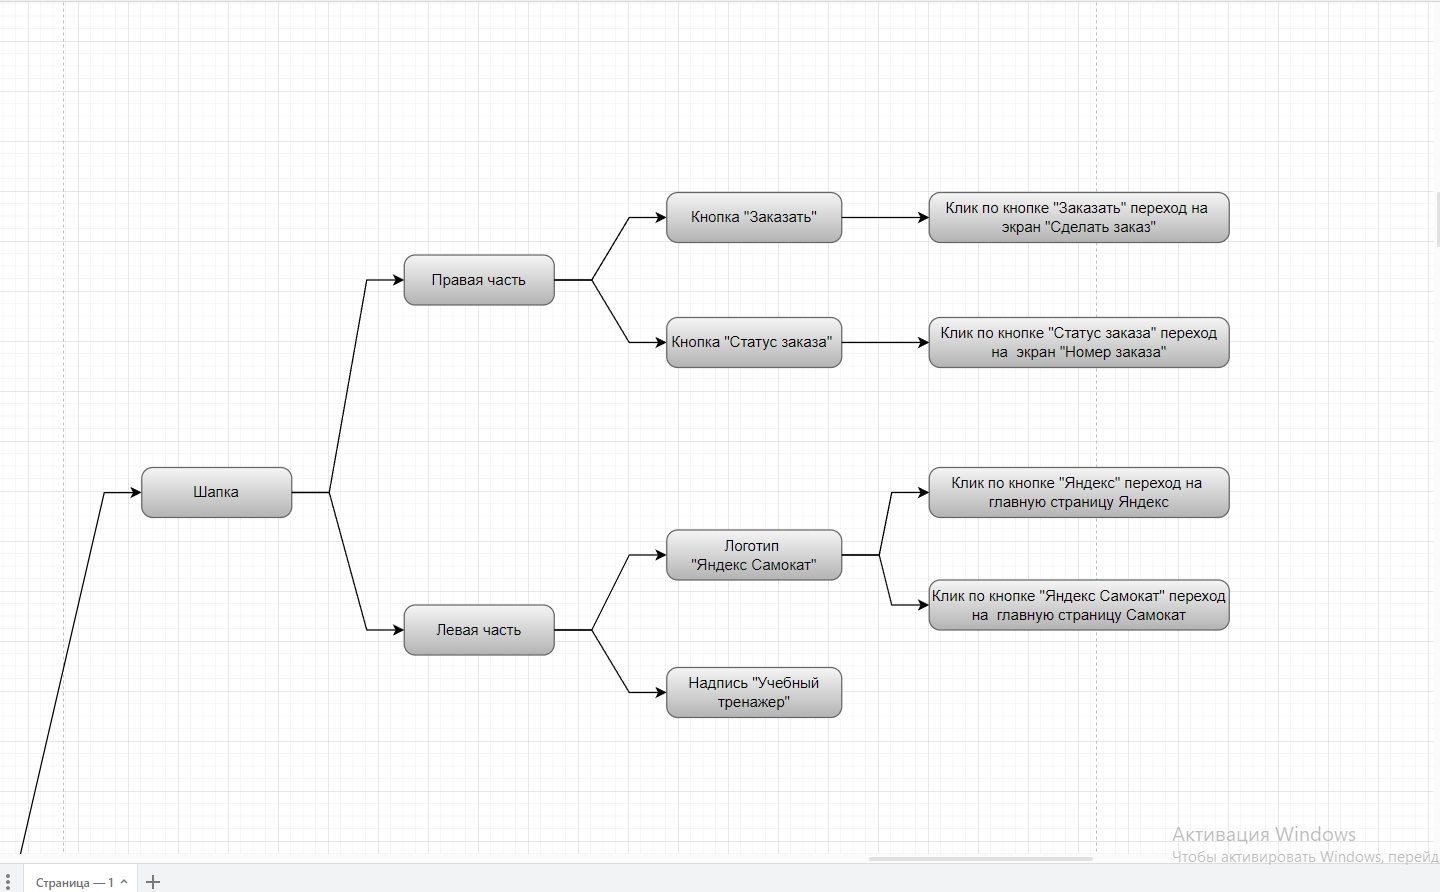 Кнопка "Заказать"
Клик по кнопке "Заказать" переход на
экран "Сделать заказ"
Правая часть
Кнопка "Статус заказа"
Клик по кнопке "Статус заказа" переход
на  экран "Номер заказа"
Шапка
Клик по кнопке "Яндекс" переход на
главную страницу Яндекс
Логотип
"Яндекс Самокат"
Клик по кнопке "Яндекс Самокат" переход
на  главную страницу Самокат
Левая часть
Надпись "Учебный
тренажер"
Активация Windows
Чтобы активировать Windows, перейд
Страница — 1